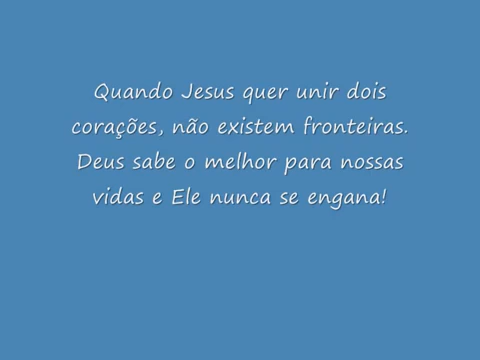 Quando Jesus quer unir dois
corações, não existem fronteiras.
Deus sabe o melhor para nossas
vidas e Ele nunca se engana!